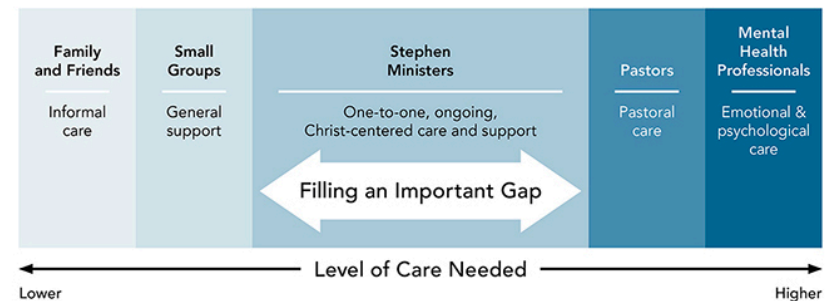 Family
and Friends
Informal
care
Small
Groups
General
support
Stephen
Ministers
One-to-one, ongoing,
Christ-centered care and support
Filling an Important Gap
Pastors
Pastoral
care
Mental
Health
Professionals
Emotional &
psychological
care
Level of Care Needed
Lower
Higher